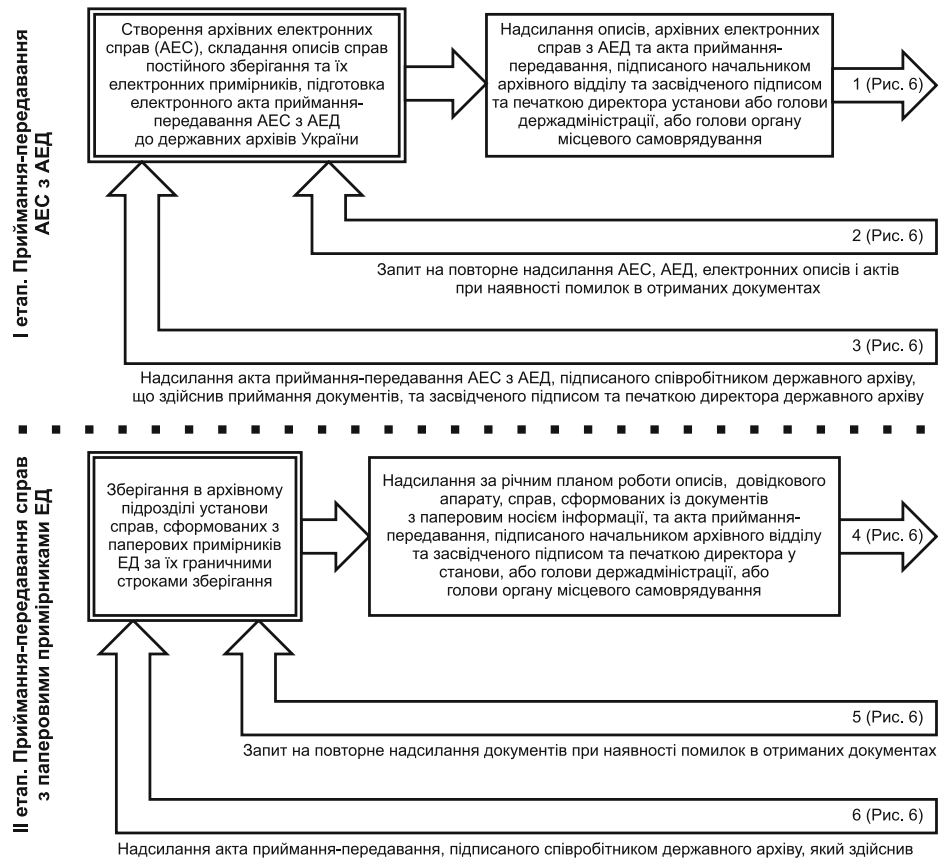 І етап. Приймання-передавання
АЕС з АЕД
Створення архівних електронних
справ (АЕС), складання описів справ
постійного зберігання та їх
електронних примірників, підготовка
електронного акта приймання-
передавання АЕС з АЕД
до державних архівів України
Надсилання описів, архівних електронних
справ з АЕД та акта приймання-
передавання, підписаного начальником
архівного відділу та засвідченого підписом
та печаткою директора установи або голови
держадміністрації, або голови органу
місцевого самоврядування
1 (Рис. 6)
2 (Рис. 6)
Запит на повторне надсилання АЕС, АЕД, електронних описів і актів
при наявності помилок в отриманих документах
3 (Рис. 6)
Надсилання акта приймання-передавання АЕС з АЕД, підписаного співробітником державного архіву,
що здійснив приймання документів, та засвідченого підписом та печаткою директора державного архіву
ІІ етап. Приймання-передавання справ
з паперовими примірниками ЕД
Зберігання в архівному
підрозділі установи
справ, сформованих з
паперових примірників
ЕД за їх граничними
строками зберігання
Надсилання за річним планом роботи описів, довідкового
апарату, справ, сформованих із документів
з паперовим носієм інформації, та акта приймання-
передавання, підписаного начальником архівного відділу
та засвідченого підписом та печаткою директора у
станови, або голови держадміністрації, або
голови органу місцевого самоврядування
4 (Рис. 6)
5 (Рис. 6)
Запит на повторне надсилання документів при наявності помилок в отриманих документах
6 (Рис. 6)
Надсилання акта приймання-передавання, підписаного співробітником державного архіву, який здійснив